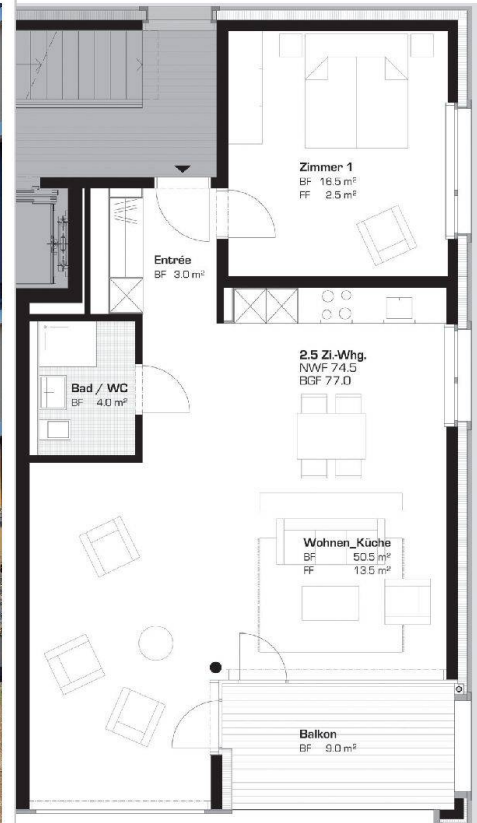 Zimmer 1
BF 16.5 m²
FF 2.5 m²
Entrée
BF 3.0 m²
2.5 Zi.-Whg.
NWF 74.5
BGF 77.0
Bad / WC
BF 4.0 m²
Wohnen_Küche
BF 50.5 m²
FF 13.5 m²
Balkon
BF 9.0 m²